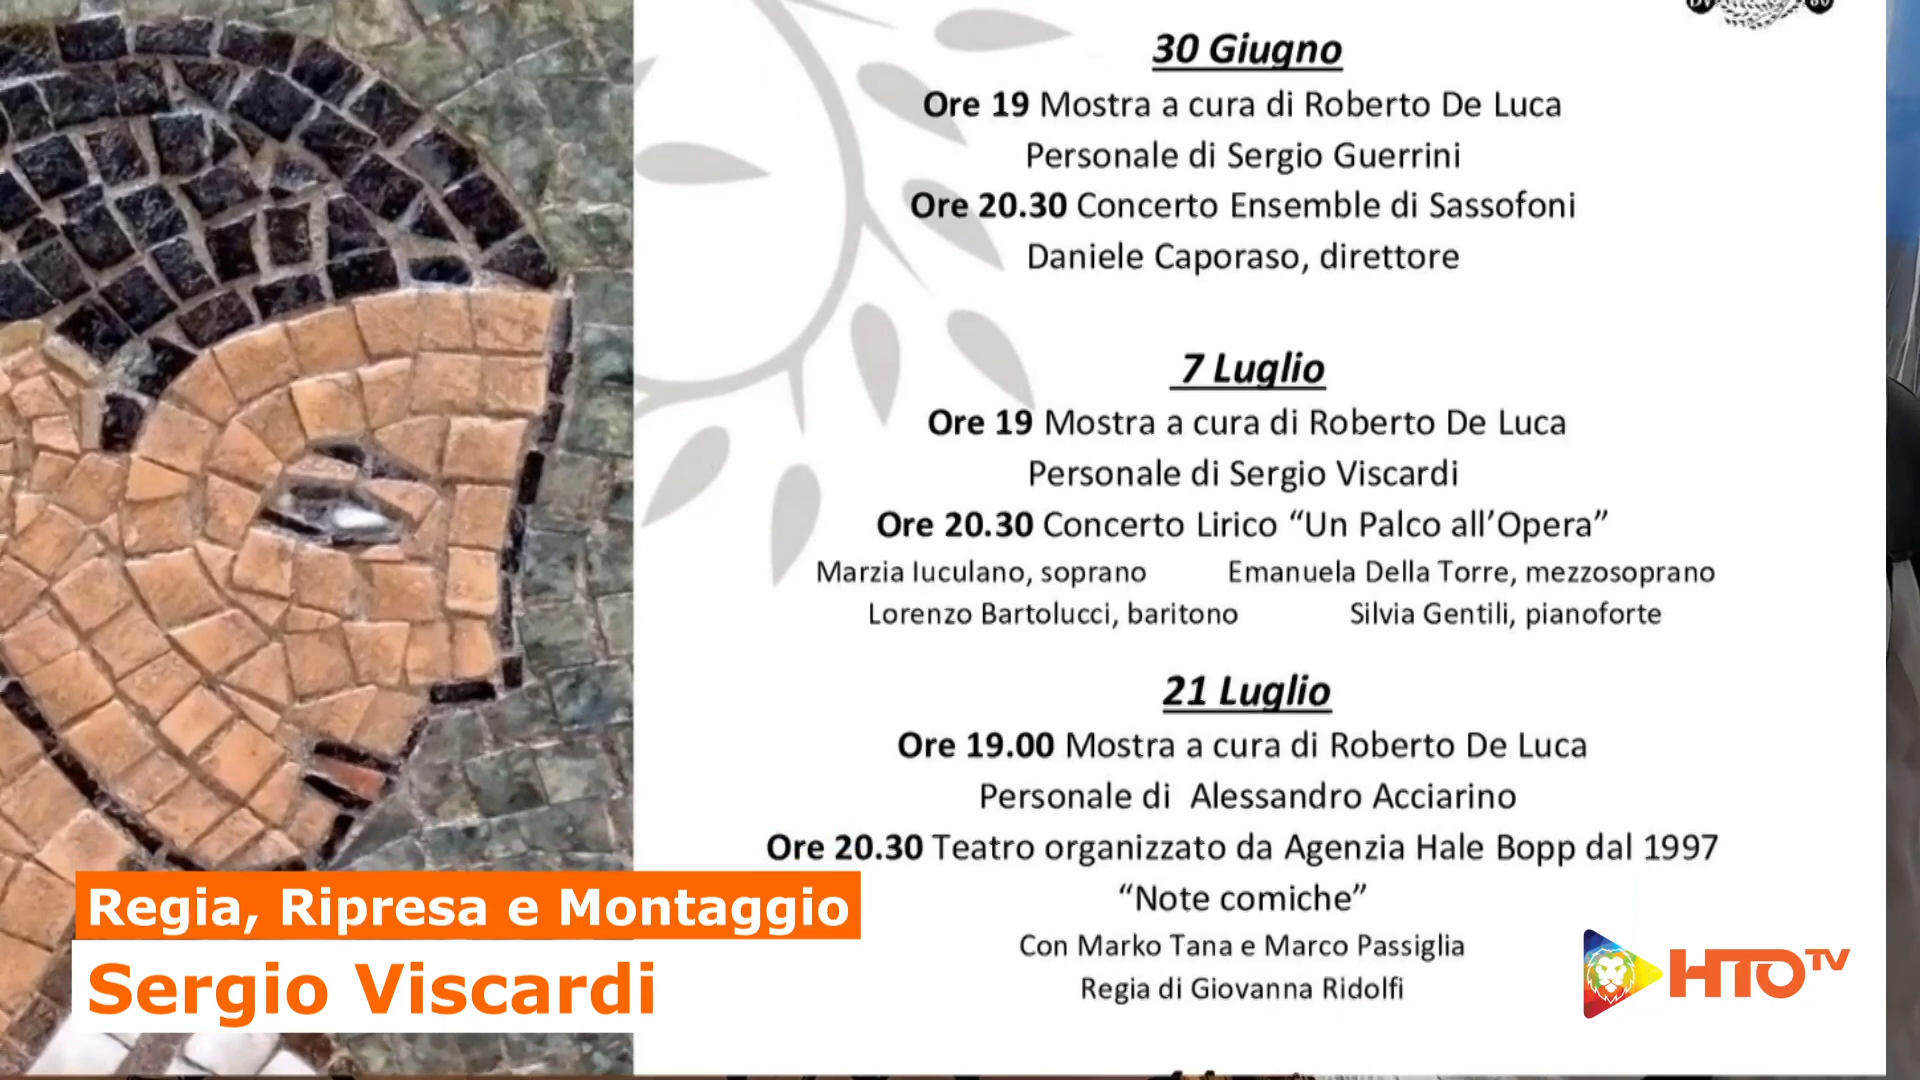 30 Giugno
Ore 19 Mostra a cura di Roberto De Luca
Personale di Sergio Guerrini
Ore 20.30 Concerto Ensemble di Sassofoni
Daniele Caporaso, direttore
7 Luglio
Ore 19 Mostra a cura di Roberto De Luca
Personale di Sergio Viscardi
Ore 20.30 Concerto Lirico “Un Palco all’Opera”
Marzia Iuculano, soprano Emanuela Della Torre, mezzosoprano
Lorenzo Bartolucci, baritono Silvia Gentili, pianoforte
21 Luglio
Ore 19.00 Mostra a cura di Roberto De Luca
Personale di Alessandro Acciarino
Ore 20.30 Teatro organizzato da Agenzia Hale Bopp dal 1997
“Note comiche”
Con Marko Tana e Marco Passiglia
Regia di Giovanna Ridolfi
Regia, Ripresa e Montaggio
Sergio Viscardi
HTO TV